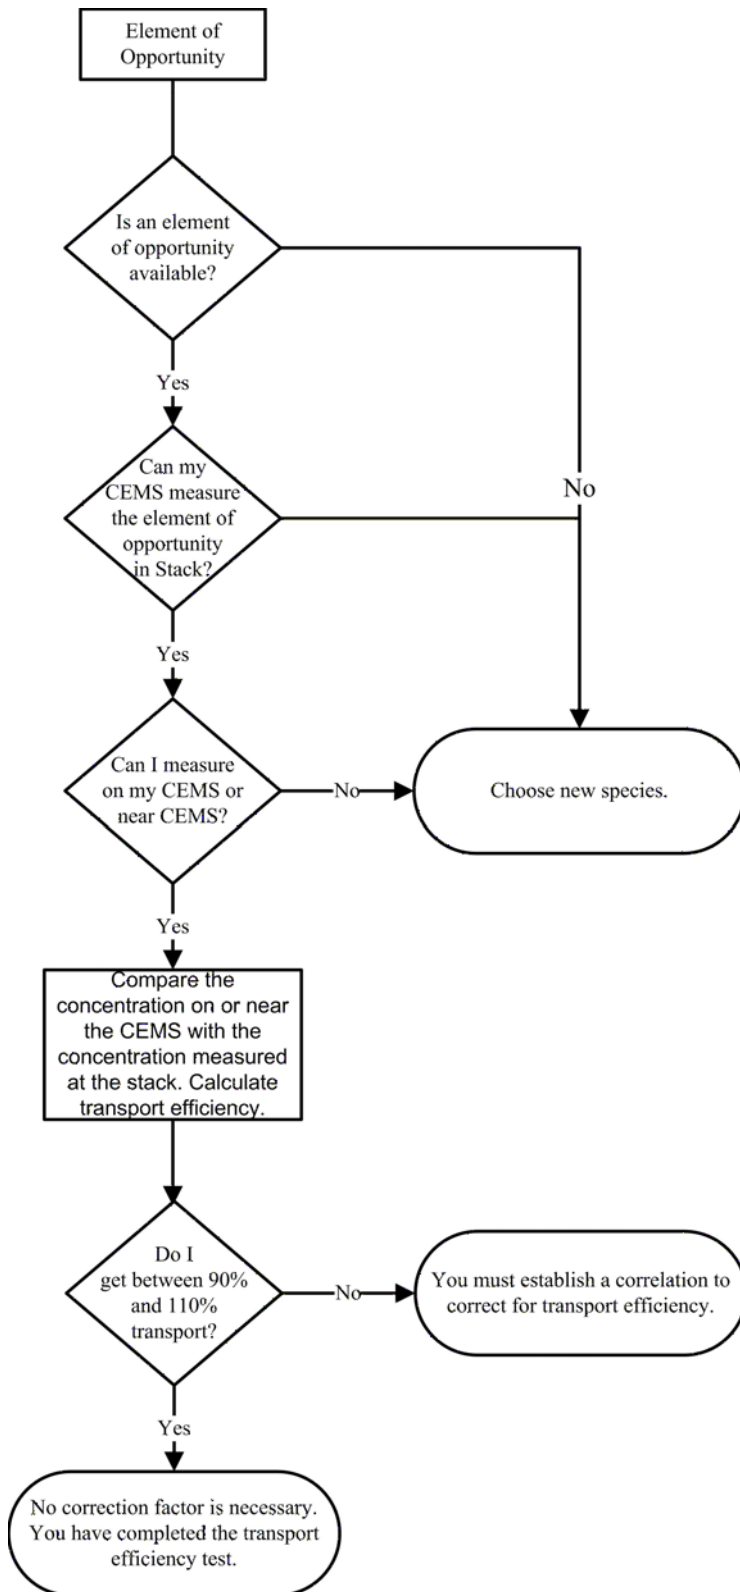 Element of
Opportunity
Is an element
of opportunity
available?
Yes
No
Can my
CEMS measure
the element of
opportunity
in Stack?
Yes
Can I measure
on my CEMS or
near CEMS?
No
Choose new species.
Yes
Compare the
concentration on or near
the CEMS with the
concentration measured
at the stack. Calculate
transport efficiency.
Do I
get between 90%
and 110%
transport?
No
You must establish a correlation to
correct for transport efficiency.
Yes
No correction factor is necessary.
You have completed the transport
efficiency test.